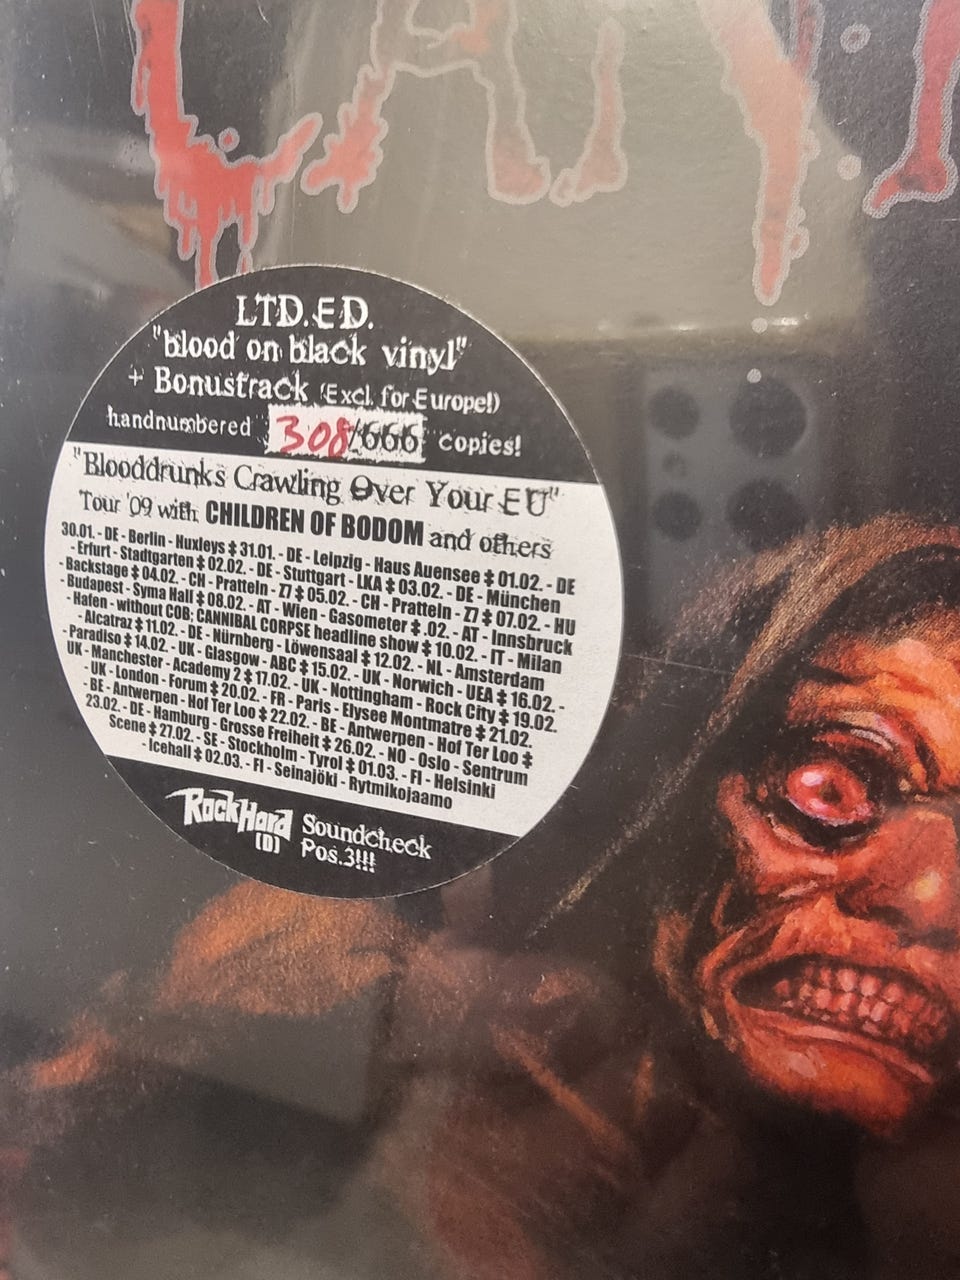 CAN
LTD.ED.
"blood on black vinyl"
+ Bonustrack (Excl. for Europe!)
handnumbered 308/666 copies!
"Blooddrunks Crawling Over Your EU"
Tour '09 with CHILDREN OF BODOM and others
30.01. - DE - Berlin - Huxleys ‡ 31.01. - DE - Leipzig - Haus Auensee ‡ 01.02. - DE
- Erfurt - Stadtgarten ‡ 02.02. - DE - Stuttgart - LKA ‡ 03.02. - DE - München
- Backstage ‡ 04.02. - CH - Pratteln - Z7 ‡ 05.02. - CH - Pratteln - Z7 ‡ 07.02. - HU
- Budapest - Syma Hall ‡ 08.02. - AT - Wien - Gasometer ‡ .02. - AT - Innsbruck
- Hafen - without COB; CANNIBAL CORPSE headline show ‡ 10.02. - IT - Milan
- Alcatraz ‡ 11.02. - DE - Nürnberg - Löwensaal ‡ 12.02. - NL - Amsterdam
- Paradiso ‡ 14.02. - UK - Glasgow - ABC ‡ 15.02. - UK - Norwich - UEA ‡ 16.02. -
UK - Manchester - Academy 2 ‡ 17.02. - UK - Nottingham - Rock City ‡ 19.02.
- UK - London - Forum ‡ 20.02. - FR - Paris - Elysee Montmatre ‡ 21.02.
- BE - Antwerpen - Hof Ter Loo ‡ 22.02. - BE - Antwerpen - Hof Ter Loo ‡
23.02. - DE - Hamburg - Grosse Freiheit ‡ 26.02. - NO - Oslo - Sentrum
Scene ‡ 27.02. - SE - Stockholm - Tyrol ‡ 01.03. - FI - Helsinki
- Icehall ‡ 02.03. - FI - Seinajöki - Rytmikojaamo
RockHard (D) Soundcheck
Pos.3!!!